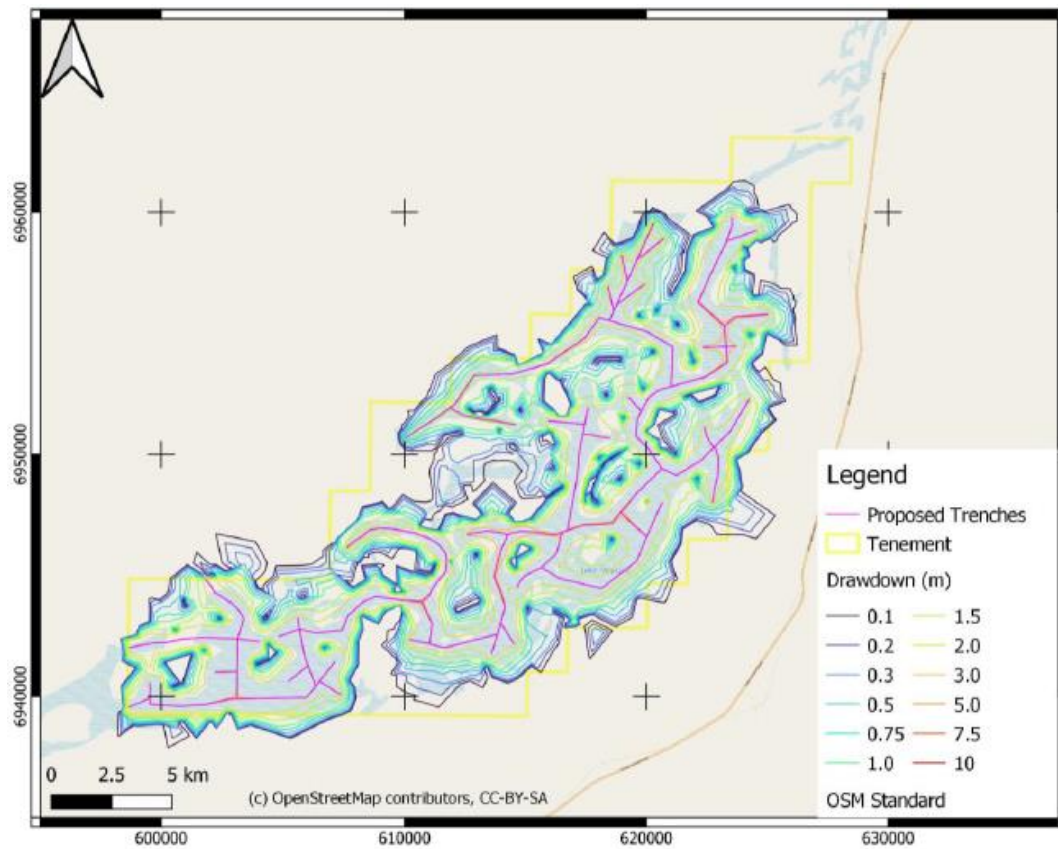 6960000
6950000
6940000
Legend
Proposed Trenches
Tenement
Drawdown (m)
0.1 1.5
0.2 2.0
0.3 3.0
0.5 5.0
0.75 7.5
1.0 10
OSM Standard
0 2.5 5 km
(c) OpenStreetMap contributors, CC-BY-SA
600000 610000 620000 630000